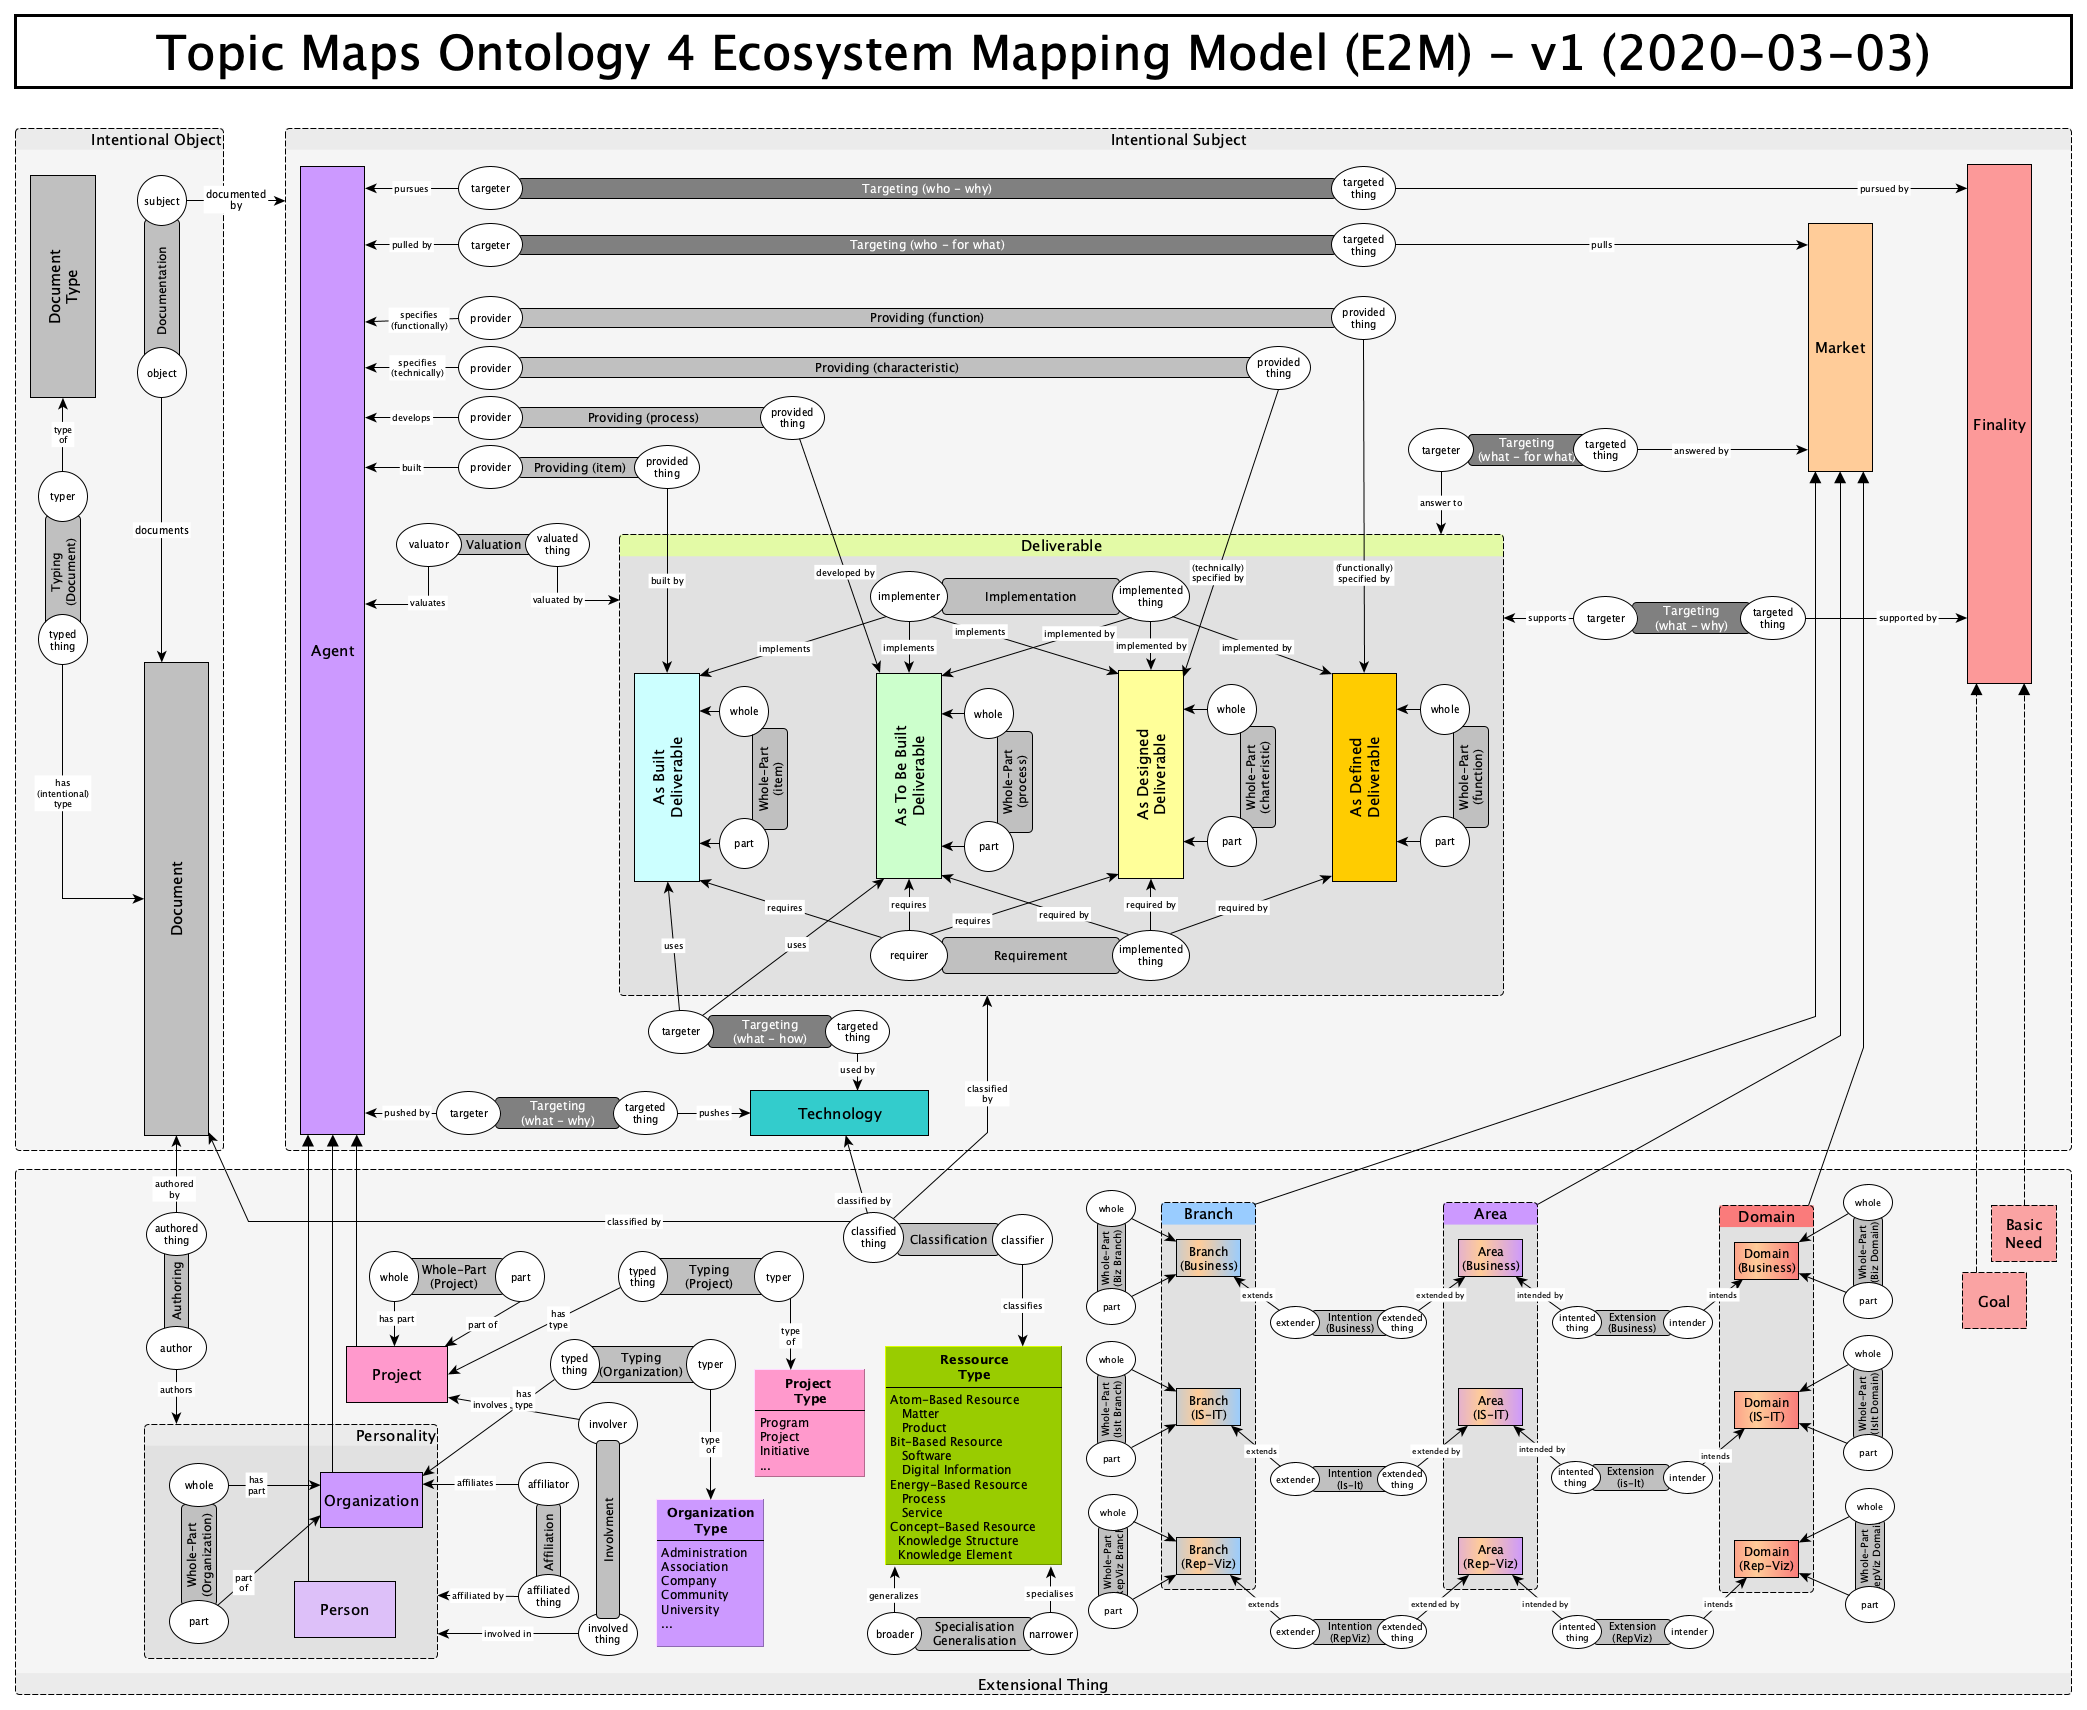 Topic Maps Ontology 4 Ecosystem Mapping Model (E2M) - v1 (2020-03-03)
Intentional Object
Document
Type
subject
documented
by
Documentation
object
type
of
typer
Typing
(Document)
typed
thing
documents
has
(intentional)
type
Document
Intentional Subject
Agent
pursues
targeter
Targeting (who - why)
targeted
thing
pursued by
pulled by
targeter
Targeting (who - for what)
targeted
thing
pulls
specifies
(functionally)
provider
Providing (function)
provided
thing
specifies
(technically)
provider
Providing (characteristic)
provided
thing
develops
provider
Providing (process)
provided
thing
built
provider
Providing (item)
provided
thing
Market
Finality
targeter
Targeting
(what - for what)
targeted
thing
answered by
answer to
valuator
Valuation
valuated
thing
valuates
valuated by
built by
developed by
(technically)
specified by
(functionally)
specified by
Deliverable
implementer
Implementation
implemented
thing
implements
implements
implements
implemented by
implemented by
implemented by
supports
targeter
Targeting
(what - why)
targeted
thing
supported by
As Built
Deliverable
whole
Whole-Part
(item)
part
As To Be Built
Deliverable
whole
Whole-Part
(process)
part
As Designed
Deliverable
whole
Whole-Part
(charteristic)
part
As Defined
Deliverable
whole
Whole-Part
(function)
part
requires
requires
requires
required by
required by
required by
requirer
Requirement
implemented
thing
uses
uses
targeter
Targeting
(what - how)
targeted
thing
used by
pushed by
targeter
Targeting
(what - why)
targeted
thing
pushes
Technology
classified
by
authored
by
authored
thing
Authoring
author
authors
classified by
classified by
classified
thing
Classification
classifier
classifies
whole
Whole-Part
(Project)
part
has part
part of
typed
thing
Typing
(Project)
typer
has
type
type
of
Project
typed
thing
Typing
(Organization)
typer
has
type
type
of
involves
involver
Involvment
involved
thing
involved in
Project
Type
Program
Project
Initiative
...
Personality
whole
has
part
Whole-Part
(Organization)
part
of
part
Organization
Person
affiliates
affiliator
Affiliation
affiliated
thing
affiliated by
Organization
Type
Administration
Association
Company
Community
University
...
Ressource
Type
Atom-Based Resource
Matter
Product
Bit-Based Resource
Software
Digital Information
Energy-Based Resource
Process
Service
Concept-Based Resource
Knowledge Structure
Knowledge Element
generalizes
specialises
broader
Specialisation
Generalisation
narrower
whole
Whole-Part
(Biz Branch)
part
whole
Whole-Part
(IsIt Branch)
part
whole
Whole-Part
part
Branch
Branch
(Business)
Branch
(IS-IT)
Branch
(Rep-Viz)
extends
extender
Intention
(Business)
extended
thing
extended by
extends
extender
Intention
(Is-It)
extended
thing
extended by
extends
extender
Intention
(RepViz)
extended
thing
extended by
Area
Area
(Business)
Area
(IS-IT)
Area
(Rep-Viz)
intended by
intented
thing
Extension
(Business)
intender
intends
intended by
intented
thing
Extension
(is-It)
intender
intends
intended by
intented
thing
Extension
(RepViz)
intender
intends
Domain
Domain
(Business)
Domain
(IS-IT)
Domain
(Rep-Viz)
whole
Whole-Part
(Biz Domain)
part
whole
Whole-Part
(IsIt Domain)
part
whole
Whole-Part
part
Basic
Need
Goal
Extensional Thing